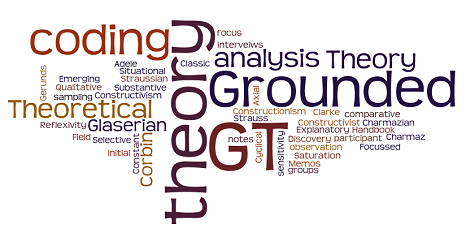 coding
theory
focus
Interveiws
Adele
Situational
Classic
analysis
Theory
Gerunds
Emerging
Straussian
Qualitative
Substantive
sampling
Constructivism
Grounded
Axial
Theoretical
Reflexivity
Glaserian
Constructionism
Clarke
comparative
Strauss
Constructivist
Charmazian
Explanatory
Handbook
Field
Selective
Constant
Corbin
GT
notes
Cyclical
sensitivity
Discovery
participant
Charmaz
observation
Focussed
Initial
Saturation
Memos
groups